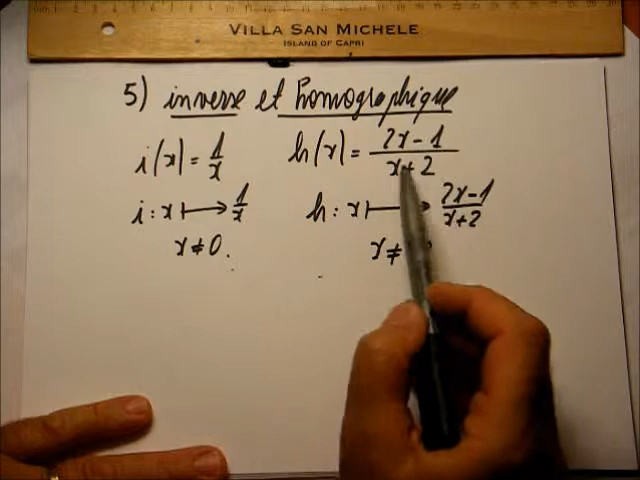 VILLA SAN MICHELE
ISLAND OF CAPRI
5) inverse et homographique
i(x) = 1/x
h(x) = 2x-1/x+2
i : x ↦ 1/x
h : x ↦ 2x-1/x+2
x ≠ 0.
x ≠